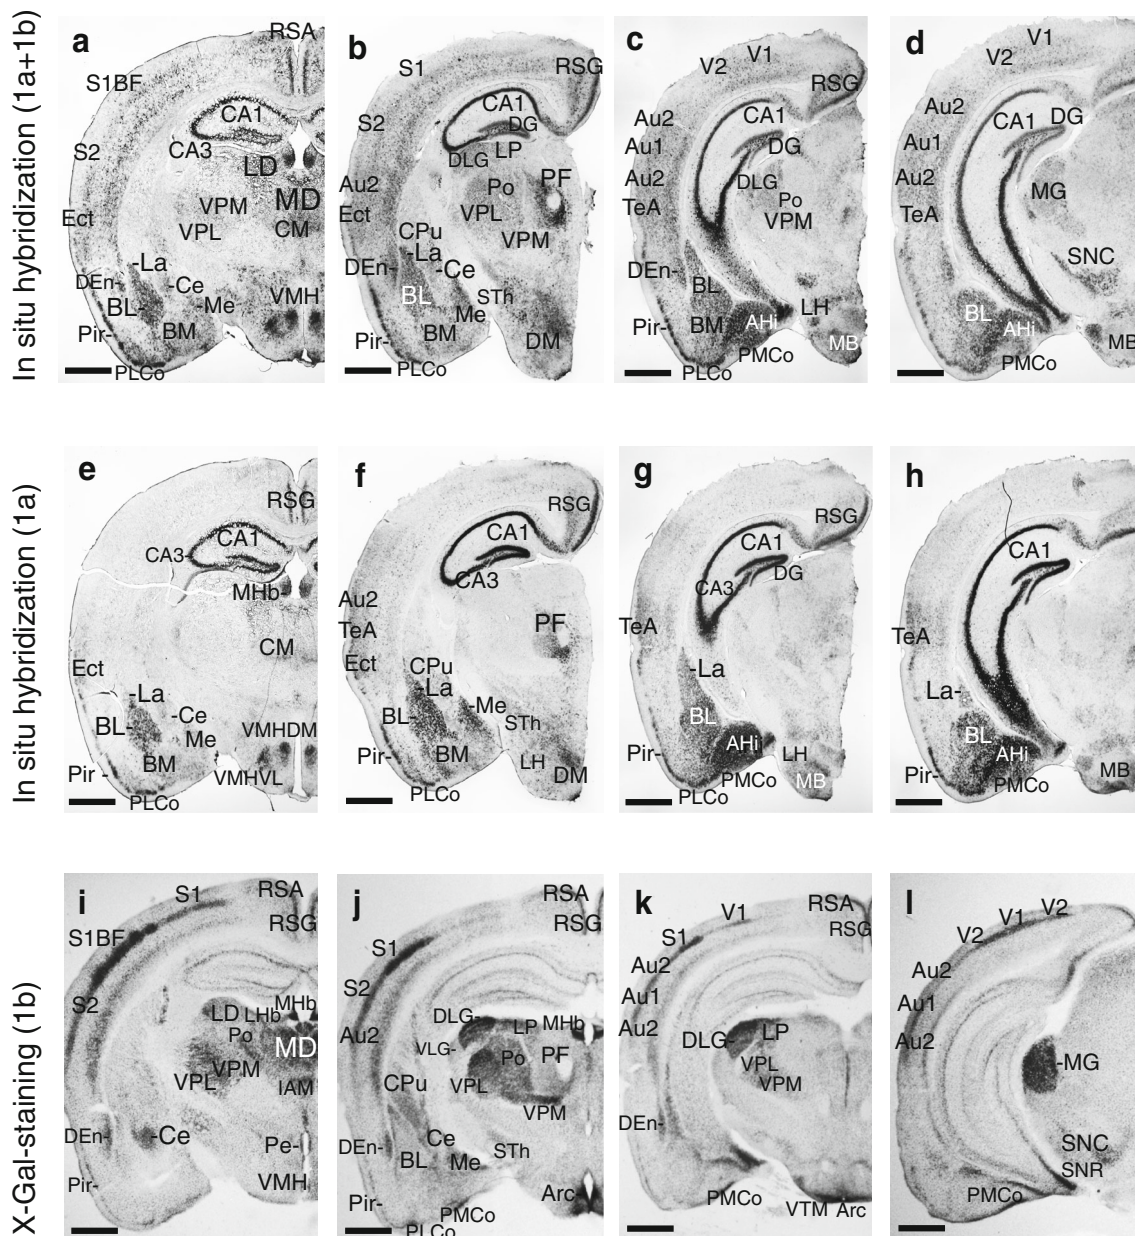 In situ hybridization (1a+1b)
a
RSA
S1BF
CA1
S2
CA3
LD
MD
VPM
Ect
CM
VPL
-La
DEn-
-Ce
BL-
-Me
VMH
Pir-
BM
PLCo
b
S1
RSG
CA1
S2
DG
DLG
LP
Au2
Po
PF
Ect
VPL
CPu
VPM
-La
DEn-
-Ce
BL
STh
Me
Pir-
BM
DM
PLCo
c
V1
V2
RSG
Au2
CA1
Au1
DG
Au2
DLG
TeA
Po
VPM
DEn-
BL
LH
Pir-
BM
AHi
MB
PMCo
PLCo
d
V1
V2
Au2
CA1
DG
Au1
Au2
MG
TeA
SNC
BL
AHi
MB
PMCo
In situ hybridization (1a)
e
RSG
CA1
CA3-
MHb
CM
Ect
-La
BL-
-Ce
Me
VMHDM
BM
Pir-
VMHVL
PLCo
f
RSG
CA1
CA3
Au2
TeA
PF
Ect
CPu
-La
BL-
-Me
STh
BM
LH
Pir-
DM
PLCo
g
RSG
CA1
DG
CA3
TeA
-La
BL
AHi
Pir-
LH
PMCo
MB
PLCo
h
CA1
TeA
La-
BL
AHi
Pir-
MB
PMCo
X-Gal-staining (1b)
i
S1
RSA
RSG
S1BF
S2
MHb
LD
LHb
Po
MD
VPM
VPL
IAM
DEn-
-Ce
Pe-
Pir-
VMH
j
RSA
RSG
S1
S2
DLG-
LP
MHb
Au2
VLG-
Po
PF
CPu
VPL
VPM
DEn-
Ce
BL
Me
STh
Pir-
Arc-
PMCo
PLCo
k
V1
RSA
RSG
S1
Au2
Au1
Au2
DLG-
LP
VPL
VPM
DEn-
PMCo
VTM
Arc
l
V1
V2
V2
Au2
Au1
Au2
-MG
SNC
SNR
PMCo